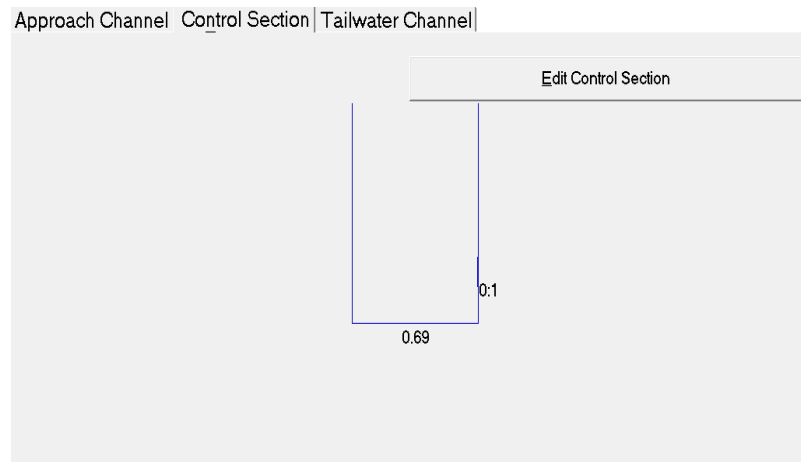 Approach Channel Control Section Tailwater Channel
Edit Control Section
0:1
0.69